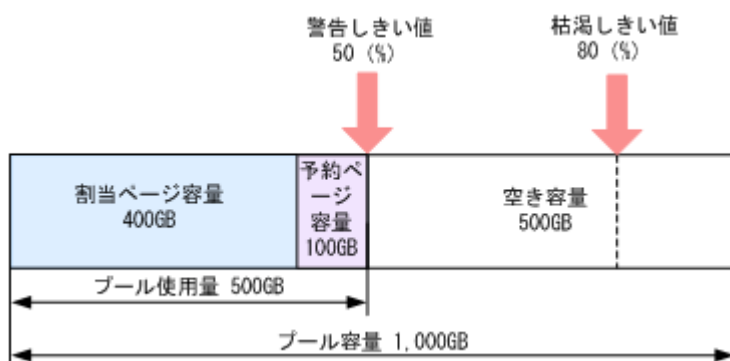 警告しきい値
50 (%)
枯渇しきい値
80 (%)
割当ページ容量
400GB
予約ペ
ージ
容量
100GB
空き容量
500GB
プール使用量 500GB
プール容量 1,000GB